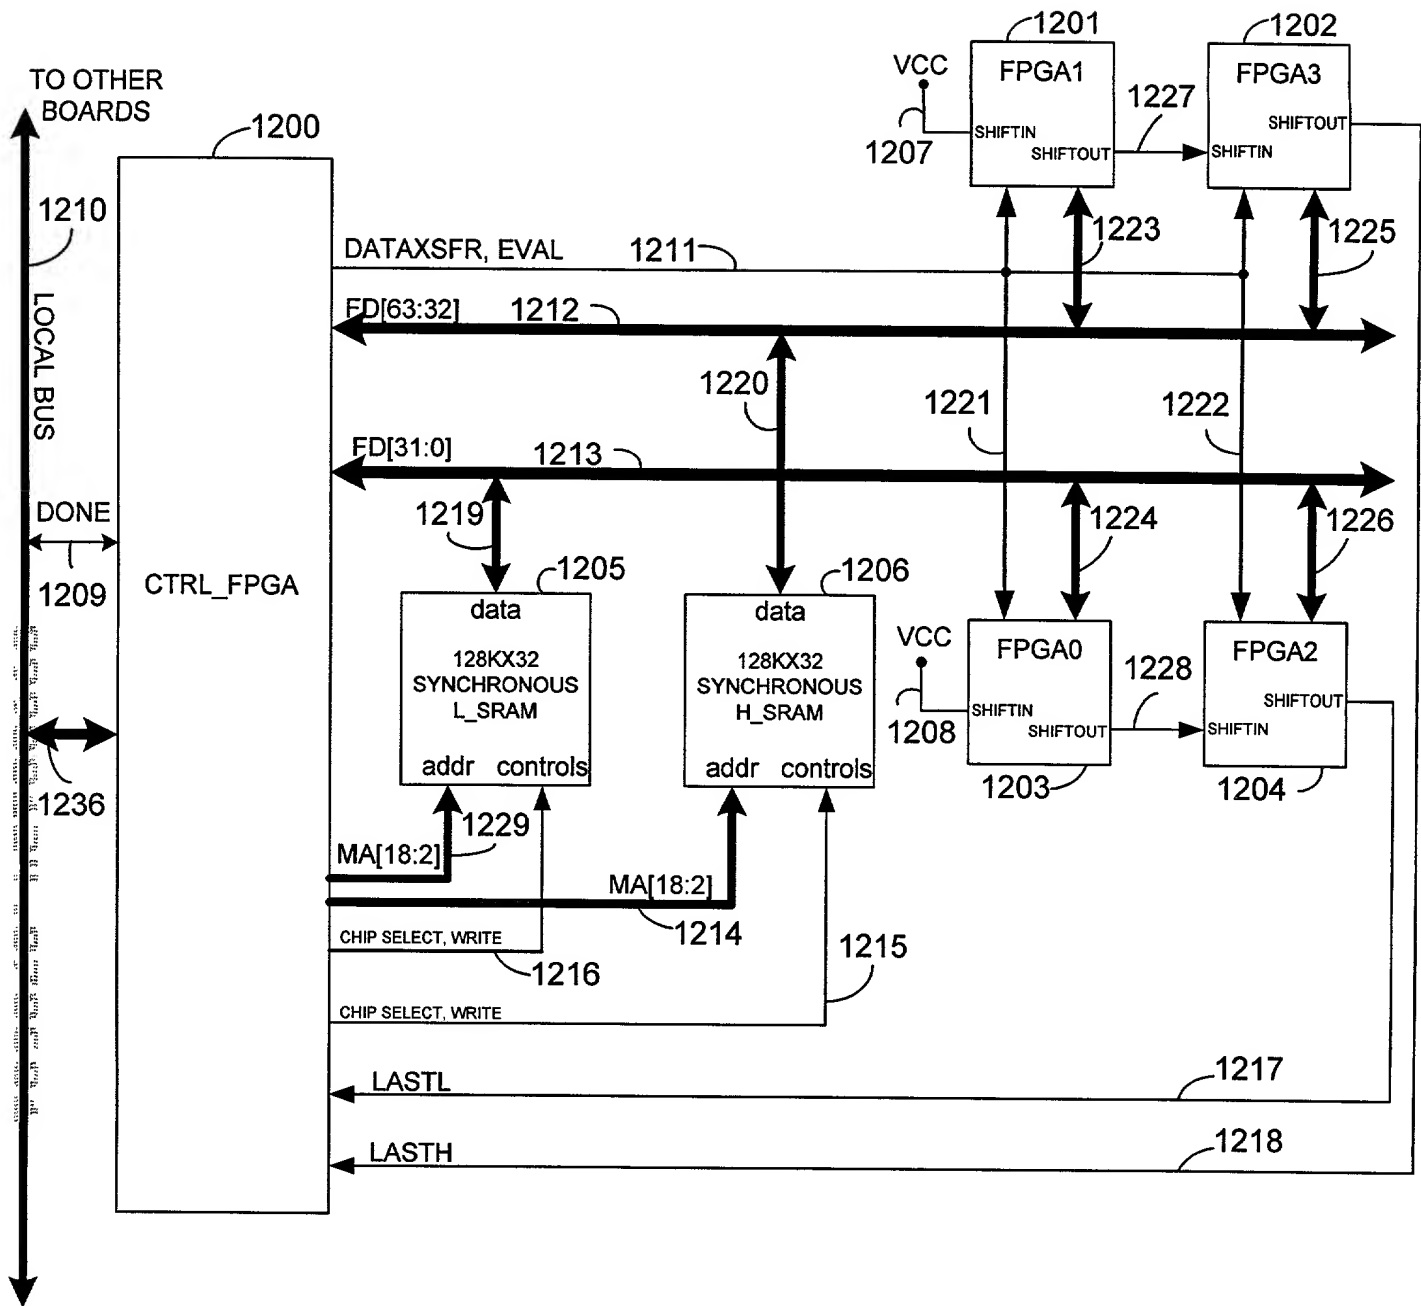 1201
1202
VCC
FPGA1
FPGA3
TO OTHER
BOARDS
1227
1200
SHIFTOUT
SHIFTIN
1207
SHIFTOUT
SHIFTIN
1210
DATAXSFR, EVAL
1211
1223
1225
LOCAL BUS
FD[63:32]
1212
1220
1221
1222
FD[31:0]
1213
DONE
1219
1224
1226
1209
CTRL_FPGA
1205
1206
data
data
VCC
FPGA0
FPGA2
128KX32
SYNCHRONOUS
L_SRAM
128KX32
SYNCHRONOUS
H_SRAM
1228
SHIFTOUT
SHIFTIN
1208
SHIFTOUT
SHIFTIN
addr controls
addr controls
1203
1204
1236
1229
MA[18:2]
MA[18:2]
1214
CHIP SELECT, WRITE
1216
1215
CHIP SELECT, WRITE
LASTL
1217
LASTH
1218